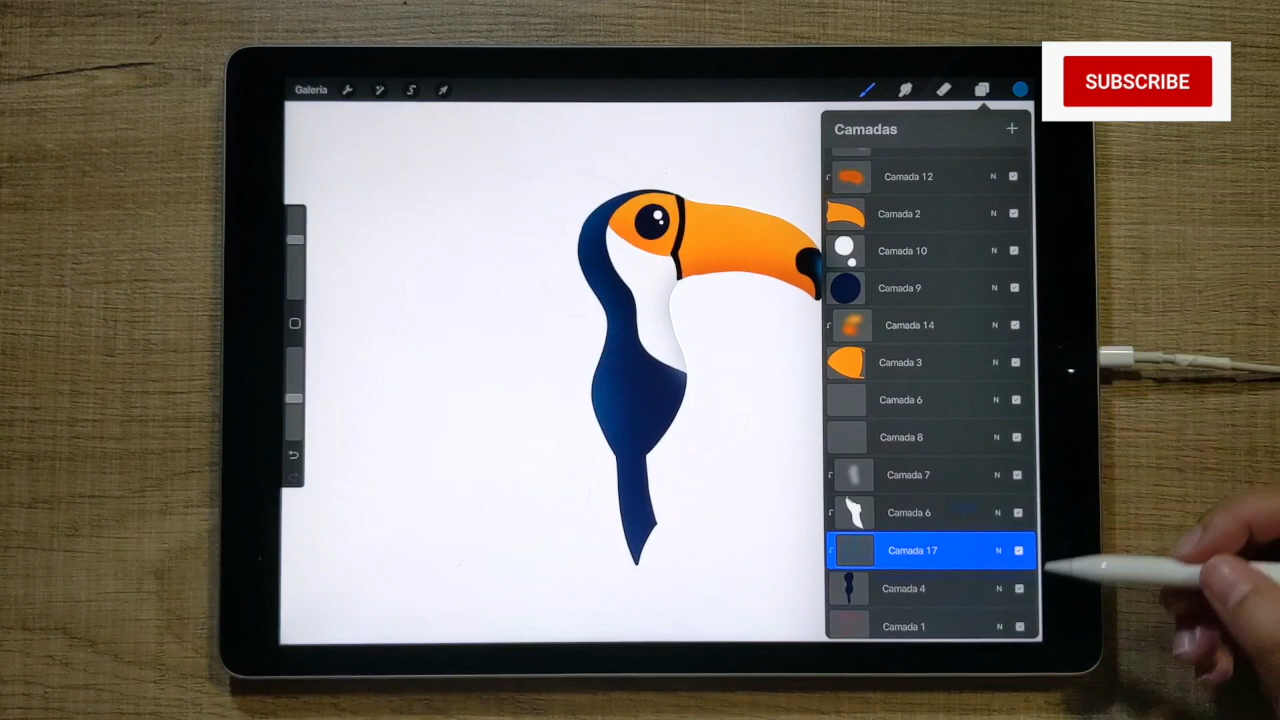 SUBSCRIBE
Galeria
Camadas
Camada 12 N
Camada 2 N
Camada 10 N
Camada 9 N
Camada 14 N
Camada 3 N
Camada 6 N
Camada 8 N
Camada 7 N
Camada 6 N
Camada 17 N
Camada 4 N
Camada 1 N